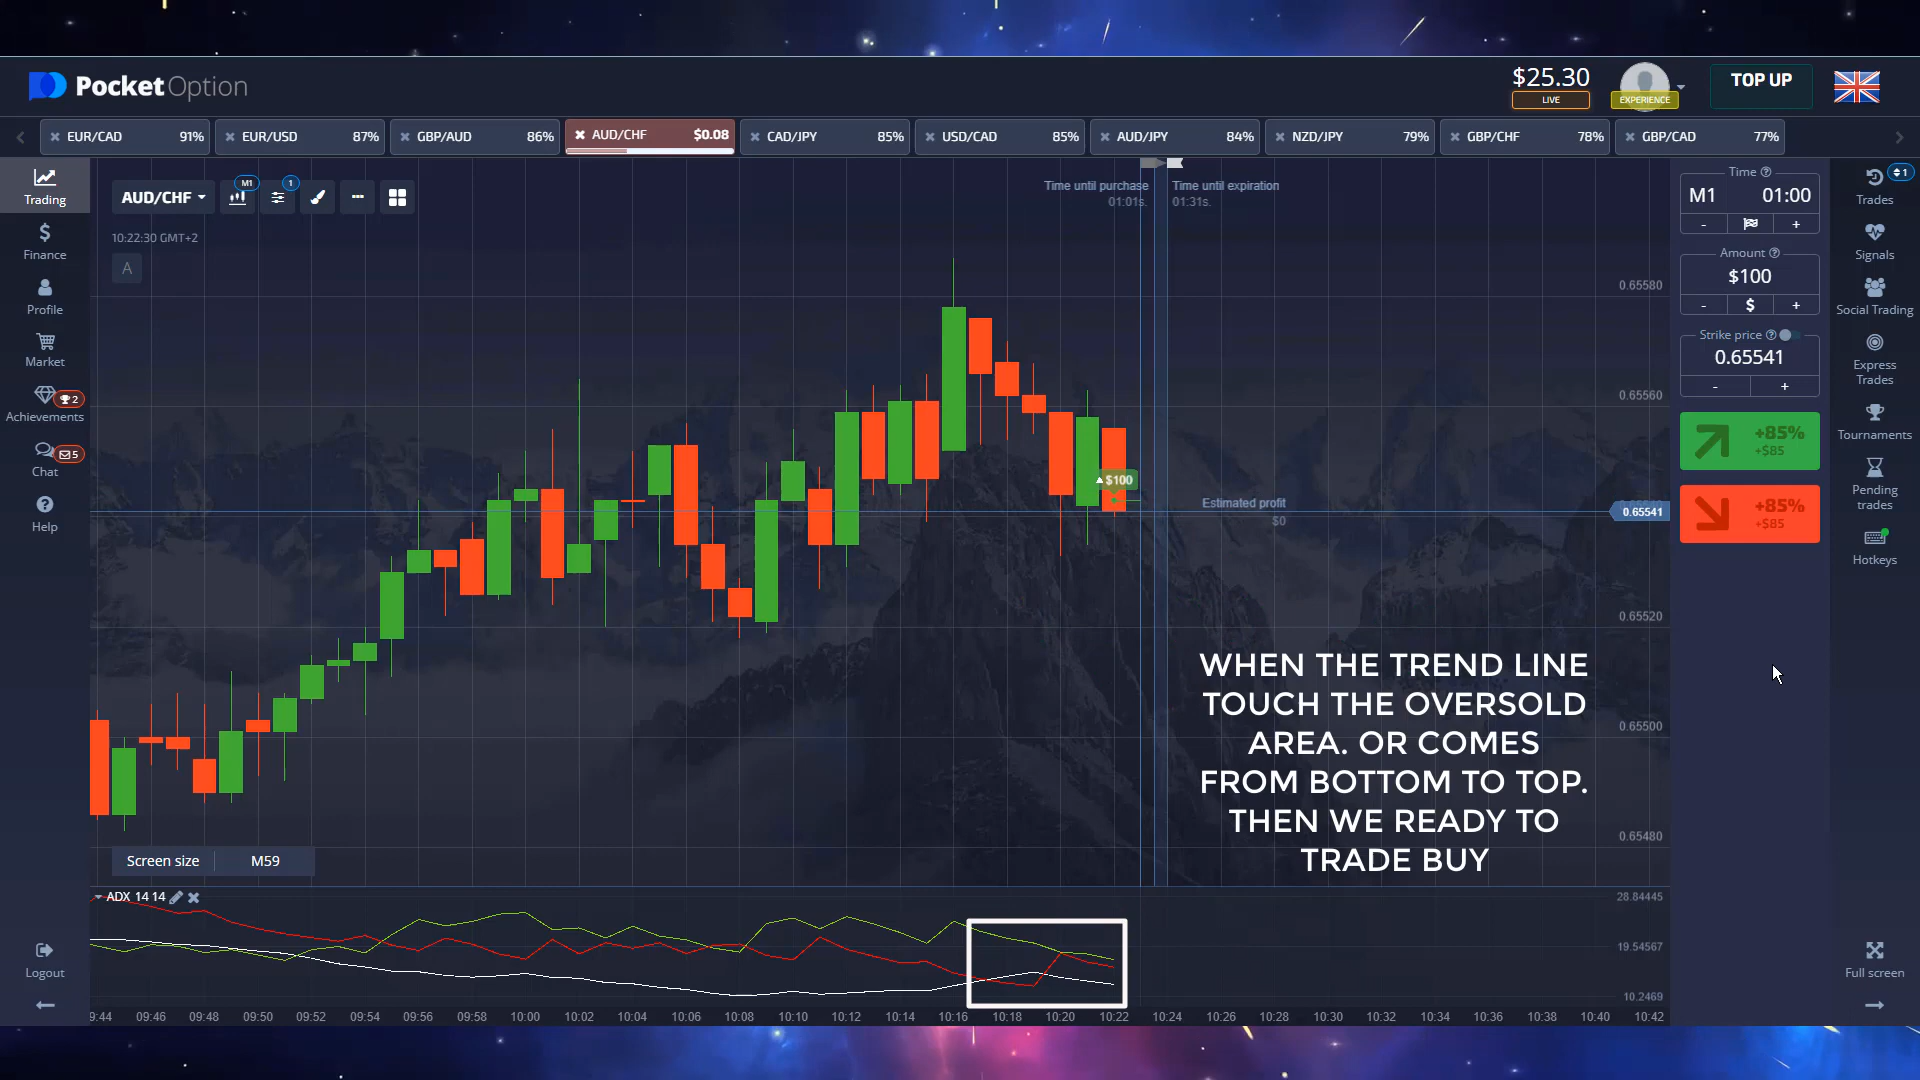 PocketOption
$25.30
LIVE
EXPERIENCE
TOP UP
EUR/CAD 91%
EUR/USD 87%
GBP/AUD 86%
AUD/CHF $0.08
CAD/JPY 85%
USD/CAD 85%
AUD/JPY 84%
NZD/JPY 79%
GBP/CHF 78%
GBP/CAD 77%
Trading
Finance
Profile
Market
2
Achievements
5
Chat
Help
Logout
AUD/CHF
M1
1
10:22:30 GMT+2
A
Time until purchase
01:01s.
Time until expiration
01:31s.
0.65580
0.65560
$100
Estimated profit
$0
0.65541
0.65520
0.65500
0.65480
WHEN THE TREND LINE
TOUCH THE OVERSOLD
AREA. OR COMES
FROM BOTTOM TO TOP.
THEN WE READY TO
TRADE BUY
Screen size M59
ADX 14 14
28.84445
19.54567
10.2469
9:44 09:46 09:48 09:50 09:52 09:54 09:56 09:58 10:00 10:02 10:04 10:06 10:08 10:10 10:12 10:14 10:16 10:18 10:20 10:22 10:24 10:26 10:28 10:30 10:32 10:34 10:36 10:38 10:40 10:42
Time
M1 01:00
- +
Amount
$100
- $ +
Strike price
0.65541
- +
+85%
+$85
+85%
+$85
1
Trades
Signals
Social Trading
Express
Trades
Tournaments
Pending
trades
Hotkeys
Full screen